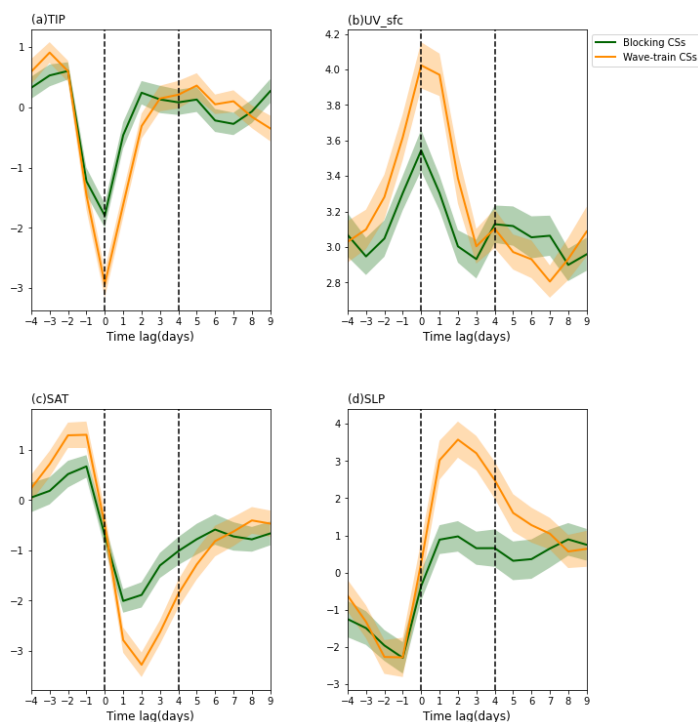 (a)TIP
1
0
−1
−2
−3
−4 −3 −2 −1 0 1 2 3 4 5 6 7 8 9
Time lag(days)
(b)UV_sfc
4.2
4.0
3.8
3.6
3.4
3.2
3.0
2.8
−4 −3 −2 −1 0 1 2 3 4 5 6 7 8 9
Time lag(days)
Blocking CSs
Wave-train CSs
(c)SAT
1
0
−1
−2
−3
−4 −3 −2 −1 0 1 2 3 4 5 6 7 8 9
Time lag(days)
(d)SLP
4
3
2
1
0
−1
−2
−3
−4 −3 −2 −1 0 1 2 3 4 5 6 7 8 9
Time lag(days)